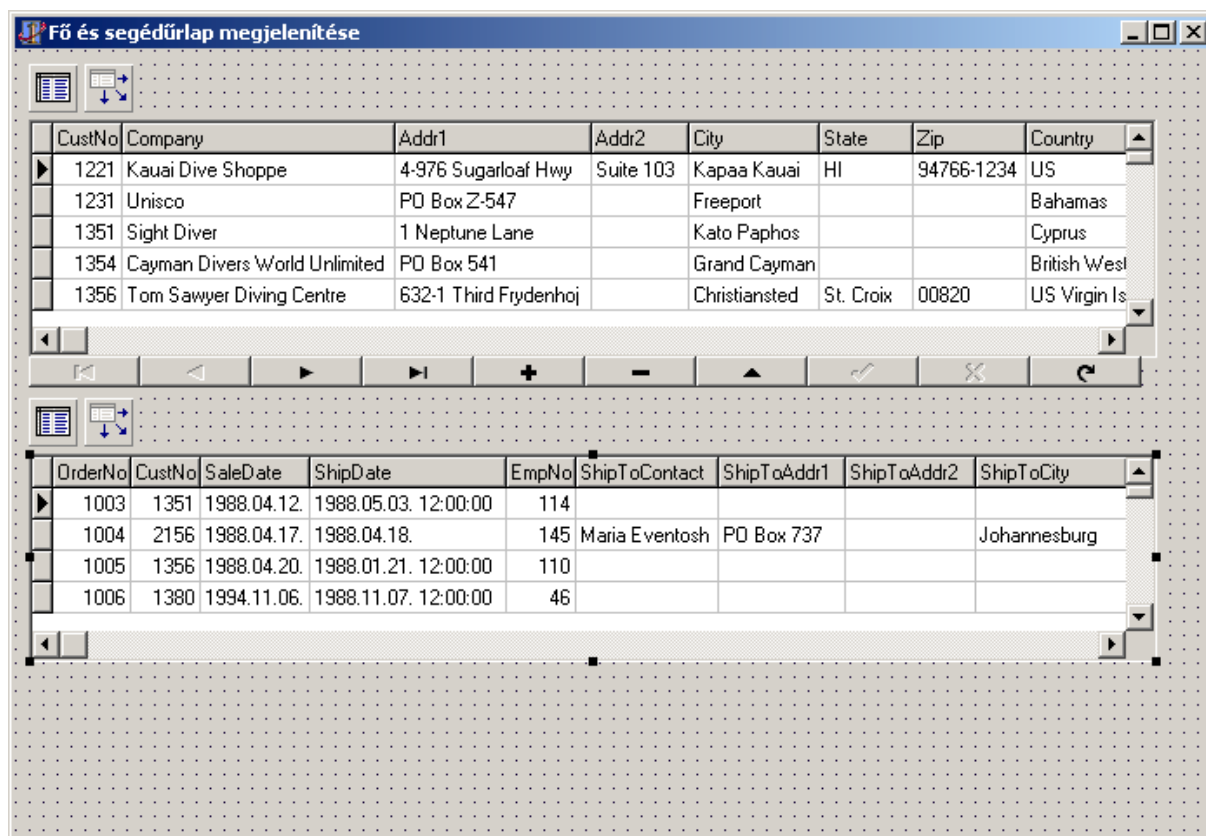 Fő és segédűrlap megjelenítése
CustNo Company Addr1 Addr2 City State Zip Country
1221 Kauai Dive Shoppe 4-976 Sugarloaf Hwy Suite 103 Kapaa Kauai HI 94766-1234 US
1231 Unisco PO Box Z-547 Freeport Bahamas
1351 Sight Diver 1 Neptune Lane Kato Paphos Cyprus
1354 Cayman Divers World Unlimited PO Box 541 Grand Cayman British West
1356 Tom Sawyer Diving Centre 632-1 Third Frydenhoj Christiansted St. Croix 00820 US Virgin Is
OrderNo CustNo SaleDate ShipDate EmpNo ShipToContact ShipToAddr1 ShipToAddr2 ShipToCity
1003 1351 1988.04.12. 1988.05.03. 12:00:00 114
1004 2156 1988.04.17. 1988.04.18. 145 Maria Eventosh PO Box 737 Johannesburg
1005 1356 1988.04.20. 1988.01.21. 12:00:00 110
1006 1380 1994.11.06. 1988.11.07. 12:00:00 46